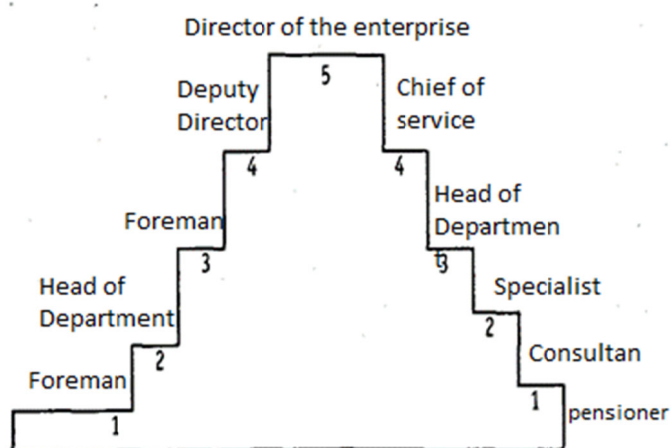 Director of the enterprise
5
Deputy
Director
Chief of
service
4
4
Foreman
Head of
Departmen
t
3
3
Head of
Department
Specialist
2
2
Foreman
Consultan
1
1
pensioner